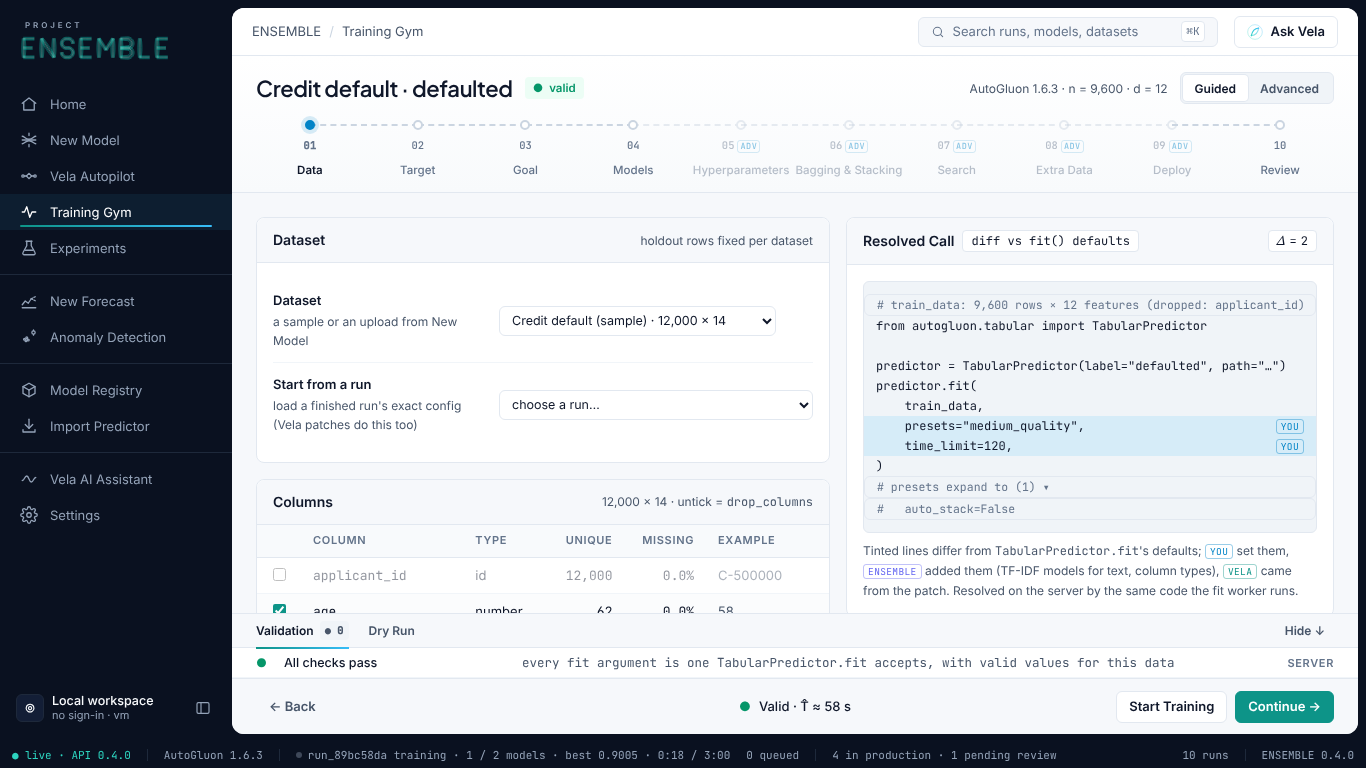 PROJECT
ENSEMBLE
Home
New Model
Vela Autopilot
Training Gym
Experiments
New Forecast
Anomaly Detection
Model Registry
Import Predictor
Vela AI Assistant
Settings
Local workspace
no sign-in · vm
ENSEMBLE / Training Gym
Search runs, models, datasets ⌘K
Ask Vela
Credit default · defaulted valid
AutoGluon 1.6.3 · n = 9,600 · d = 12
Guided Advanced
01 02 03 04 05 ADV 06 ADV 07 ADV 08 ADV 09 ADV 10
Data Target Goal Models Hyperparameters Bagging & Stacking Search Extra Data Deploy Review
Dataset holdout rows fixed per dataset
Dataset
a sample or an upload from New
Model
Credit default (sample) · 12,000 × 14
Start from a run
load a finished run's exact config
(Vela patches do this too)
choose a run...
Columns 12,000 × 14 · untick = drop_columns
COLUMN TYPE UNIQUE MISSING EXAMPLE
applicant_id id 12,000 0.0% C-500000
age number 62 0.0% 58
Resolved Call diff vs fit() defaults Δ = 2
# train_data: 9,600 rows × 12 features (dropped: applicant_id)
from autogluon.tabular import TabularPredictor
predictor = TabularPredictor(label="defaulted", path="…")
predictor.fit(
train_data,
presets="medium_quality", YOU
time_limit=120, YOU
)
# presets expand to (1) ▾
# auto_stack=False
Tinted lines differ from TabularPredictor.fit's defaults; YOU set them,
ENSEMBLE added them (TF-IDF models for text, column types), VELA came
from the patch. Resolved on the server by the same code the fit worker runs.
Validation 0 Dry Run Hide ↓
All checks pass every fit argument is one TabularPredictor.fit accepts, with valid values for this data SERVER
← Back
Valid · T̂ ≈ 58 s
Start Training
Continue →
live · API 0.4.0 AutoGluon 1.6.3 run_89bc58da training · 1 / 2 models · best 0.9005 · 0:18 / 3:00 0 queued 4 in production · 1 pending review 10 runs ENSEMBLE 0.4.0